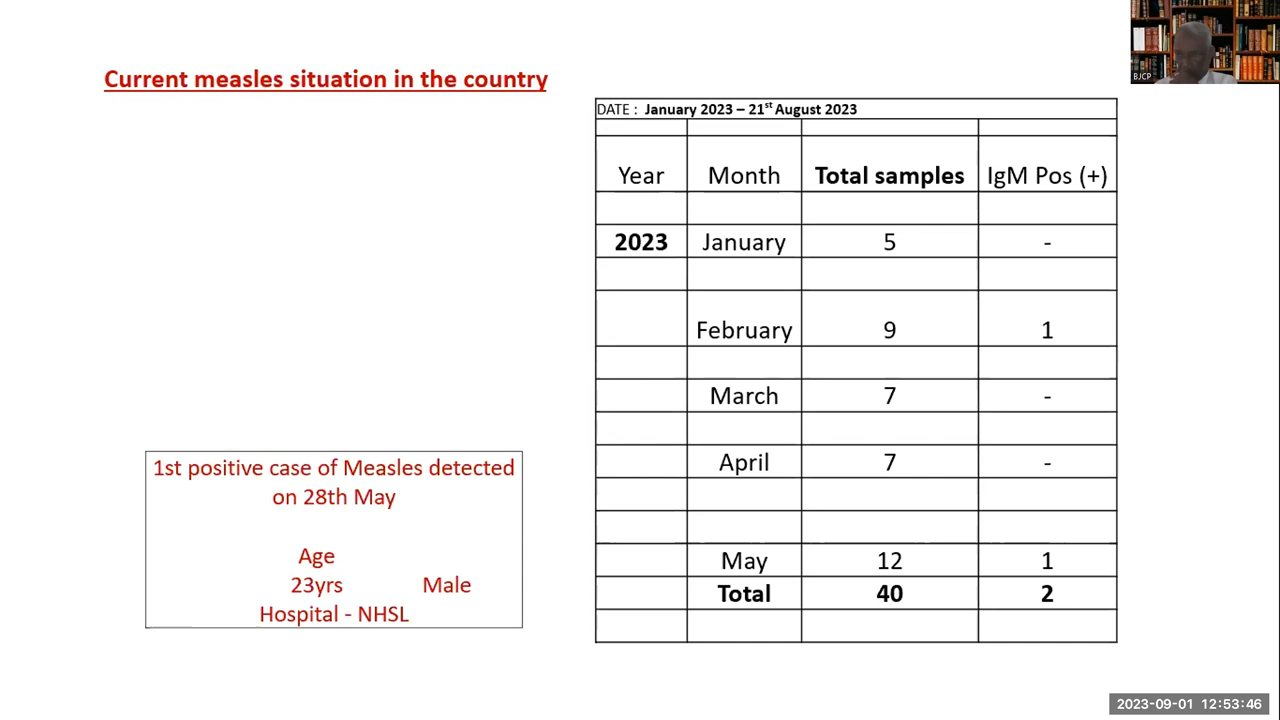 Current measles situation in the country
BJCP
DATE : January 2023 – 21st August 2023
Year Month Total samples IgM Pos (+)
2023 January 5 -
February 9 1
March 7 -
April 7 -
May 12 1
Total 40 2
1st positive case of Measles detected
on 28th May
Age
23yrs Male
Hospital - NHSL
2023-09-01 12:53:46